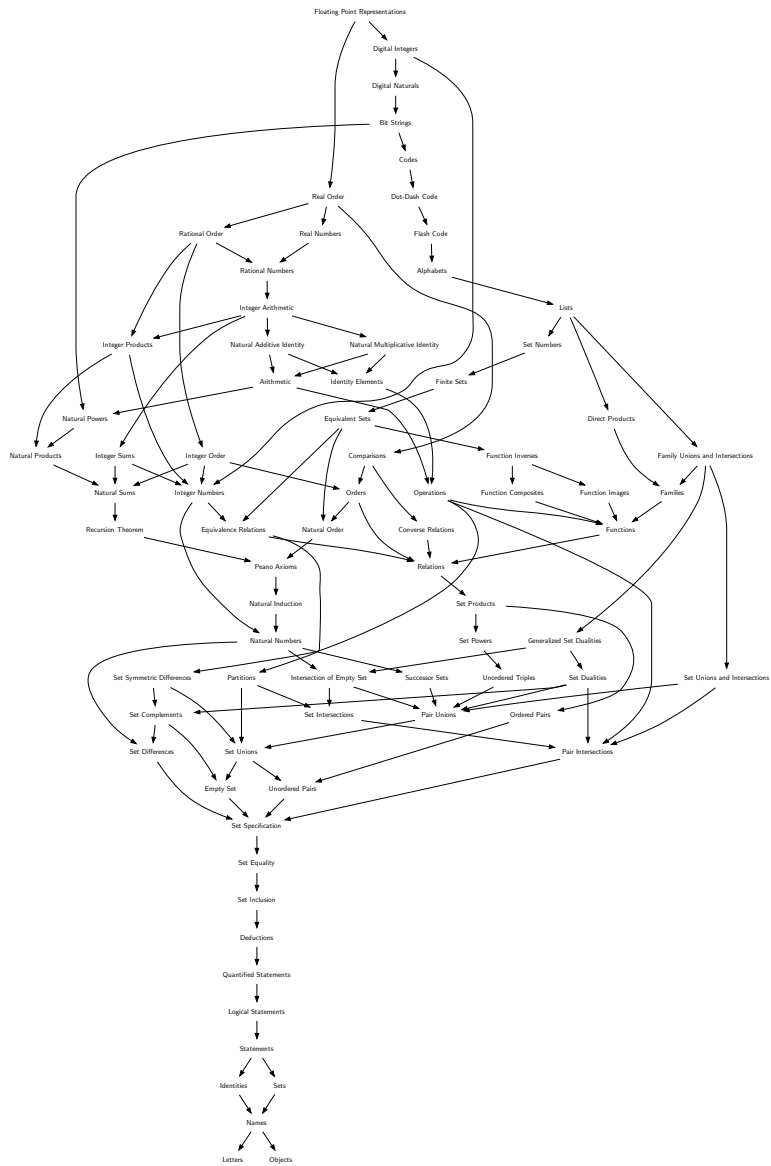 Floating Point Representations
Digital Integers
Digital Naturals
Bit Strings
Codes
Real Order
Dot-Dash Code
Rational Order
Real Numbers
Flash Code
Rational Numbers
Alphabets
Integer Arithmetic
Lists
Integer Products
Natural Additive Identity
Natural Multiplicative Identity
Set Numbers
Arithmetic
Identity Elements
Finite Sets
Natural Powers
Equivalent Sets
Direct Products
Natural Products
Integer Sums
Integer Order
Comparisons
Function Inverses
Family Unions and Intersections
Natural Sums
Integer Numbers
Orders
Operations
Function Composites
Function Images
Families
Recursion Theorem
Equivalence Relations
Natural Order
Converse Relations
Functions
Peano Axioms
Relations
Natural Induction
Set Products
Natural Numbers
Set Powers
Generalized Set Dualities
Set Symmetric Differences
Partitions
Intersection of Empty Set
Successor Sets
Unordered Triples
Set Dualities
Set Unions and Intersections
Set Complements
Set Intersections
Pair Unions
Ordered Pairs
Set Differences
Set Unions
Pair Intersections
Empty Set
Unordered Pairs
Set Specification
Set Equality
Set Inclusion
Deductions
Quantified Statements
Logical Statements
Statements
Identities
Sets
Names
Letters
Objects